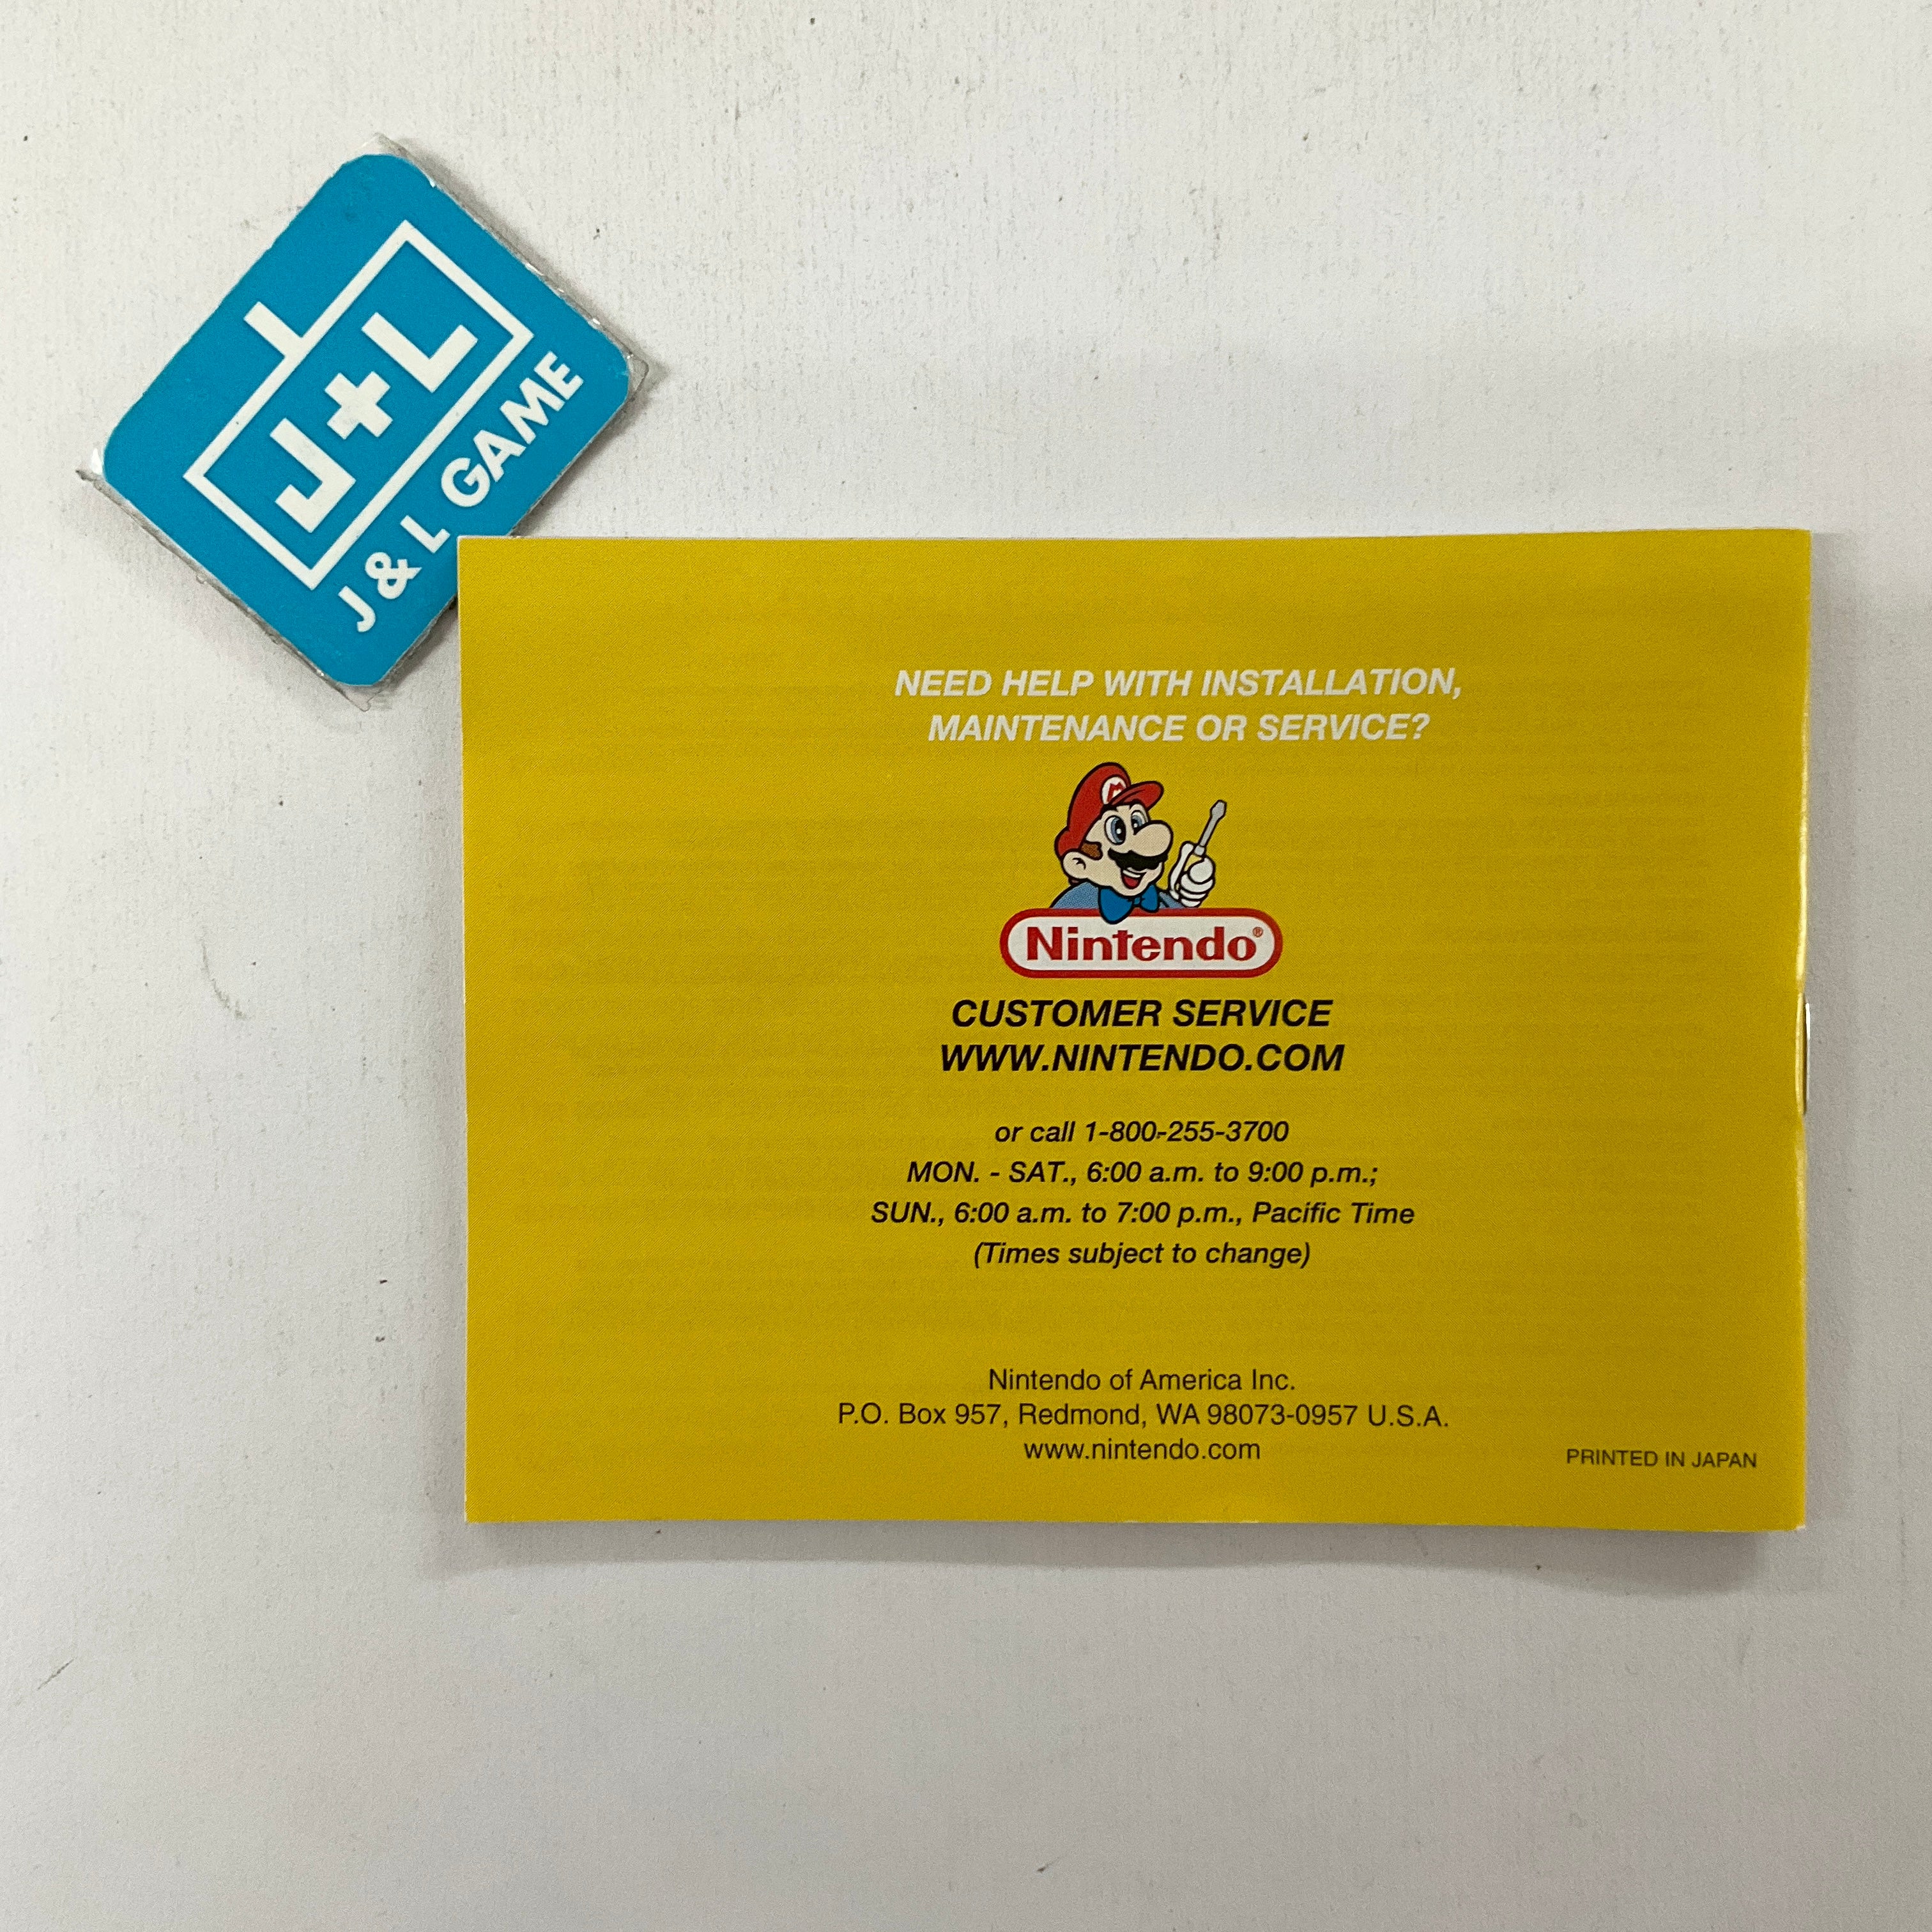 J+L
J & L GAME
NEED HELP WITH INSTALLATION,
MAINTENANCE OR SERVICE?
M
Nintendo®
CUSTOMER SERVICE
WWW.NINTENDO.COM
or call 1-800-255-3700
MON. - SAT., 6:00 a.m. to 9:00 p.m.;
SUN., 6:00 a.m. to 7:00 p.m., Pacific Time
(Times subject to change)
Nintendo of America Inc.
P.O. Box 957, Redmond, WA 98073-0957 U.S.A.
www.nintendo.com
PRINTED IN JAPAN